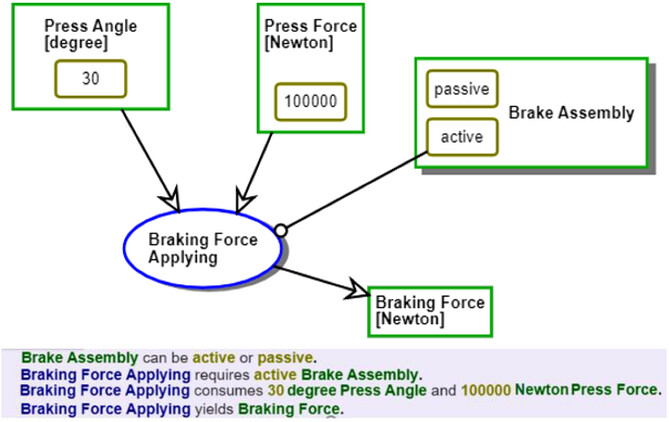 Press Angle
[degree]
30
Press Force
[Newton]
100000
passive
active
Brake Assembly
Braking Force
Applying
Braking Force
[Newton]
Brake Assembly can be active or passive.
Braking Force Applying requires active Brake Assembly.
Braking Force Applying consumes 30 degree Press Angle and 100000 Newton Press Force.
Braking Force Applying yields Braking Force.